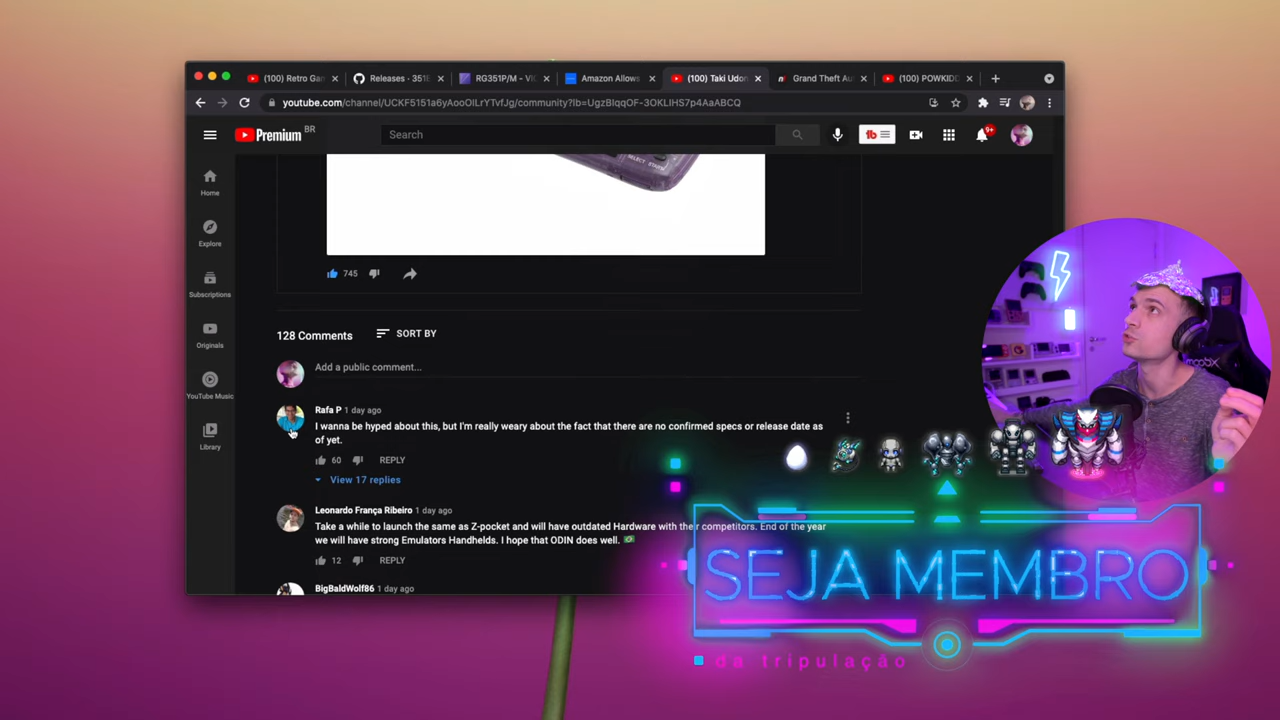 (100) Retro Gan
Releases · 351E
RG351P/M - VIC
Amazon Allows
(100) Taki Udon
Grand Theft Au
(100) POWKIDD
youtube.com/channel/UCKF5151a6yAooOILrYTvfJg/community?lb=UgzBlqqOF-3OKLIHS7p4AaABCQ
Premium BR
Search
9+
Home
Explore
Subscriptions
Originals
YouTube Music
Library
SELECT START
745
128 Comments
SORT BY
Add a public comment...
Rafa P 1 day ago
I wanna be hyped about this, but I'm really weary about the fact that there are no confirmed specs or release date as
of yet.
60 REPLY
View 17 replies
Leonardo França Ribeiro 1 day ago
Take a while to launch the same as Z-pocket and will have outdated Hardware with their competitors. End of the year
we will have strong Emulators Handhelds. I hope that ODIN does well.
12 REPLY
BigBaldWolf86 1 day ago
SEJA MEMBRO
da tripulação